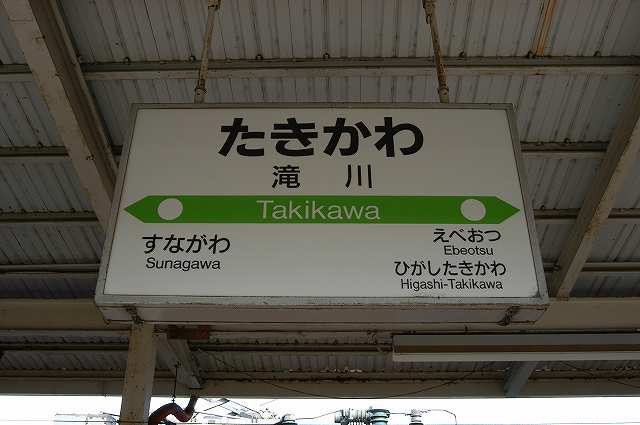 たきかわ
滝 川
Takikawa
すながわ
Sunagawa
えべおつ
Ebeotsu
ひがしたきかわ
Higashi-Takikawa